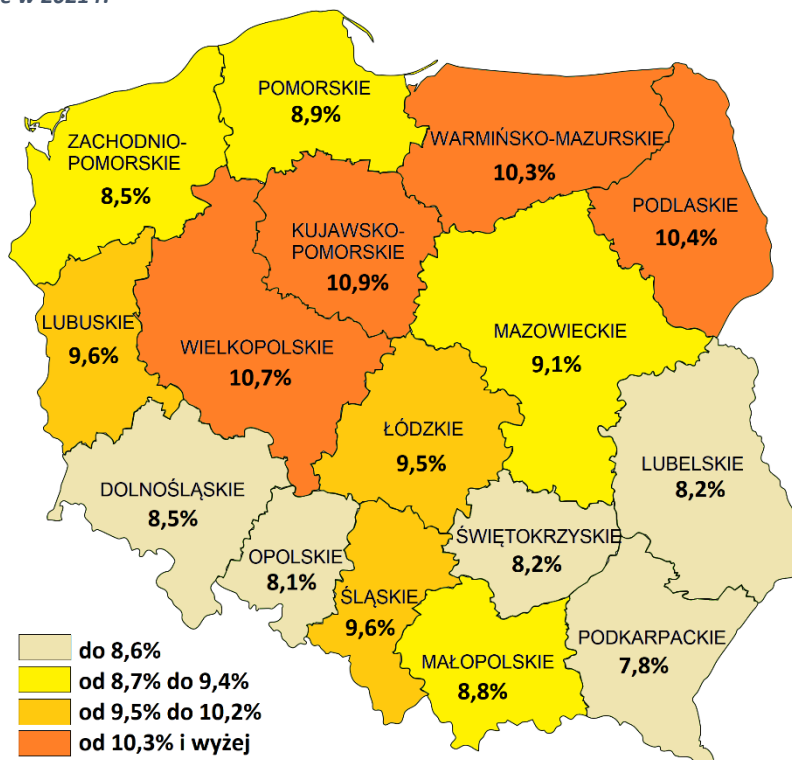 w 2021 r
POMORSKIE
8,9%
ZACHODNIO-
POMORSKIE
8,5%
WARMIŃSKO-MAZURSKIE
10,3%
PODLASKIE
10,4%
KUJAWSKO-
POMORSKIE
10,9%
LUBUSKIE
9,6%
WIELKOPOLSKIE
10,7%
MAZOWIECKIE
9,1%
ŁÓDZKIE
9,5%
LUBELSKIE
8,2%
DOLNOŚLĄSKIE
8,5%
OPOLSKIE
8,1%
ŚWIĘTOKRZYSKIE
8,2%
ŚLĄSKIE
9,6%
MAŁOPOLSKIE
8,8%
PODKARPACKIE
7,8%
do 8,6%
od 8,7% do 9,4%
od 9,5% do 10,2%
od 10,3% i wyżej